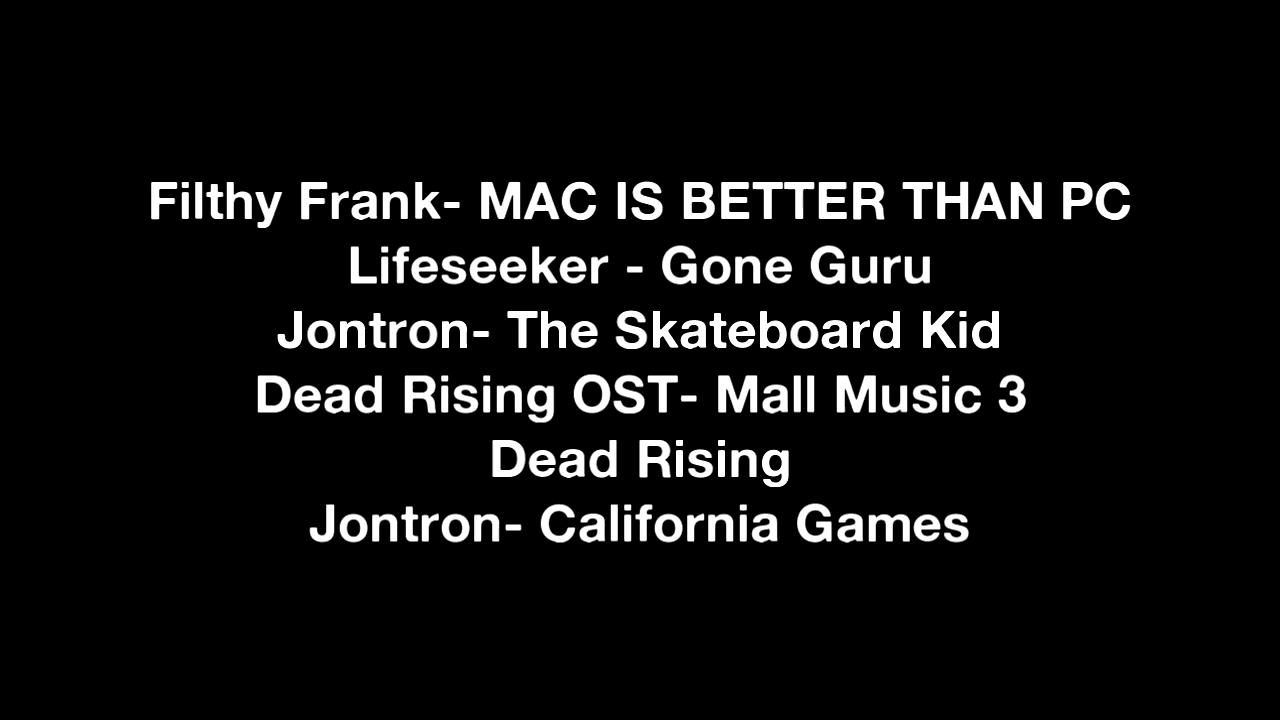 Filthy Frank- MAC IS BETTER THAN PC
Lifeseeker - Gone Guru
Jontron- The Skateboard Kid
Dead Rising OST- Mall Music 3
Dead Rising
Jontron- California Games